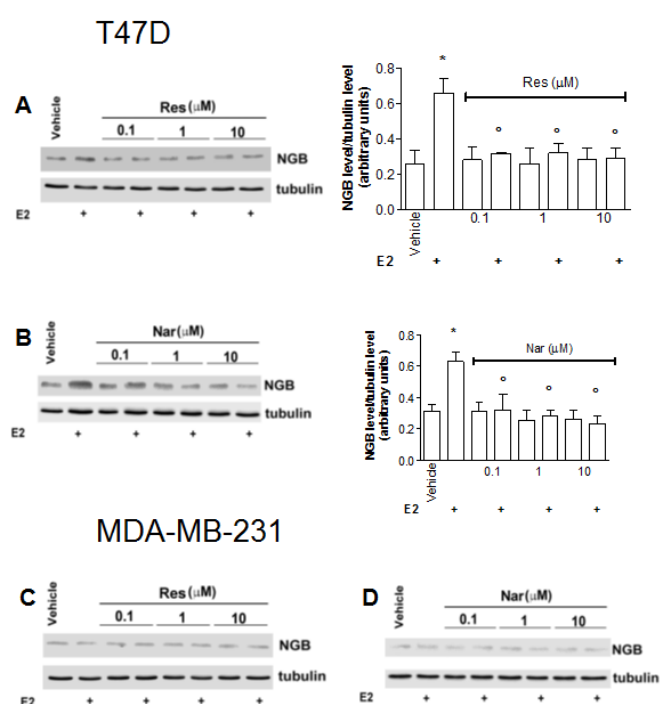 T47D
A
Vehicle
Res (μM)
0.1 1 10
NGB
tubulin
E2 + + + +
NGB level/tubulin level
(arbitrary units)
0.8
0.6
0.4
0.2
0.0
*
Res (μM)
° ° °
Vehicle
0.1 1 10
E2 + + + +
B
Vehicle
Nar(μM)
0.1 1 10
NGB
tubulin
E2 + + + +
NGB level/tubulin level
(arbitrary units)
0.8
0.6
0.4
0.2
0.0
*
Nar (μM)
° ° °
Vehicle
0.1 1 10
E2 + + + +
MDA-MB-231
C
Vehicle
Res(μM)
0.1 1 10
NGB
tubulin
E2 + + + +
D
Vehicle
Nar(μM)
0.1 1 10
NGB
tubulin
E2 + + + +